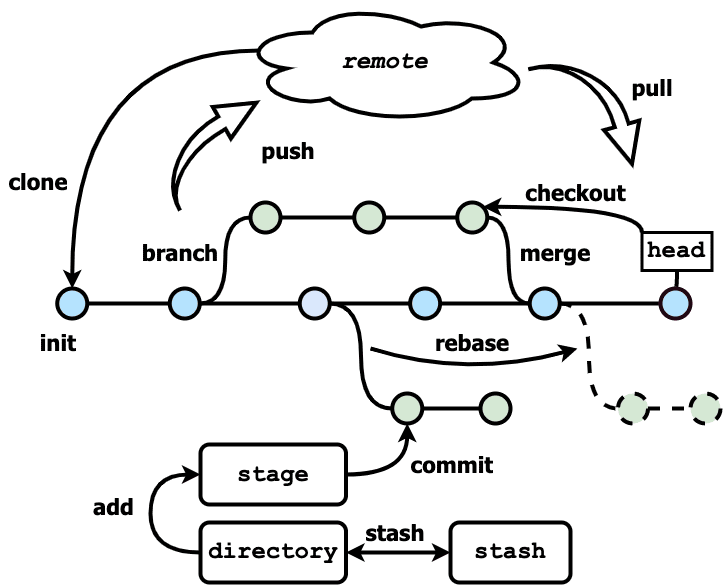 remote
pull
push
clone
checkout
branch
merge
head
init
rebase
commit
stage
add
stash
directory
stash